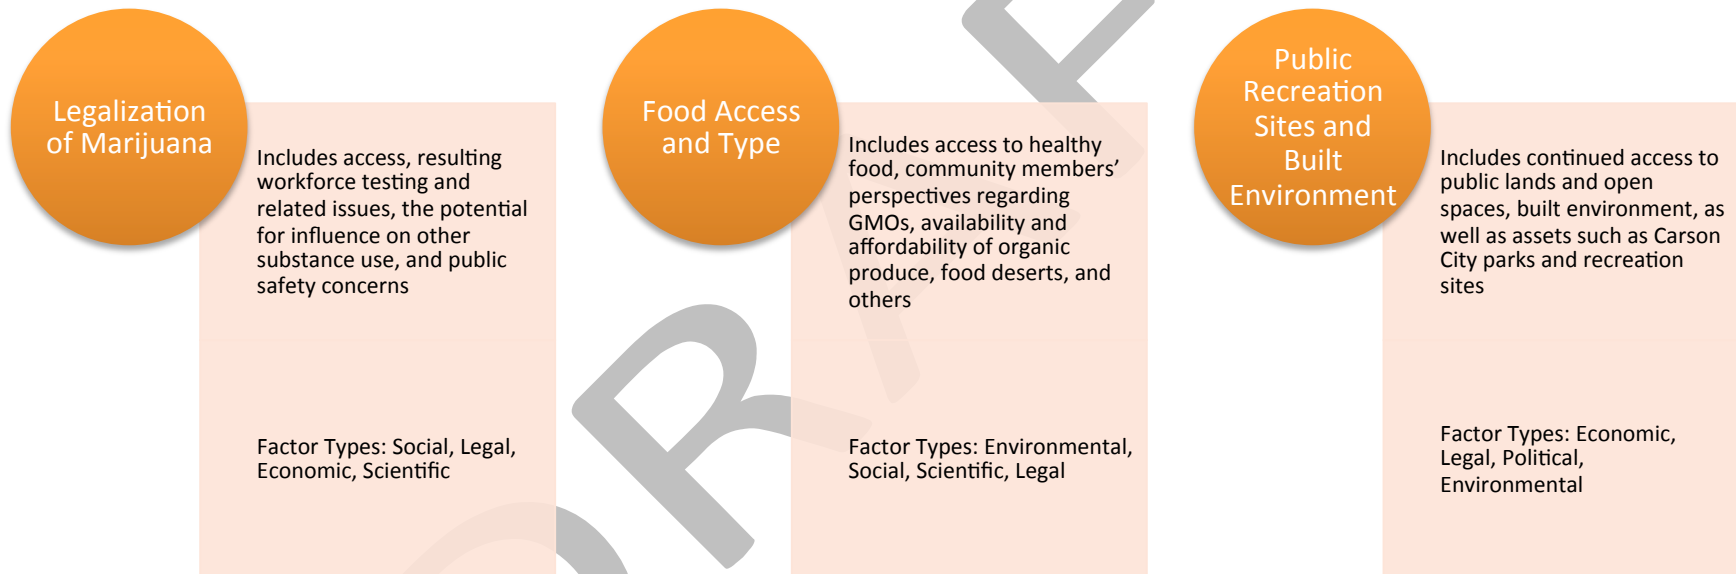 Legalization
of Marijuana
Includes access, resulting
workforce testing and
related issues, the potential
for influence on other
substance use, and public
safety concerns
Factor Types: Social, Legal,
Economic, Scientific
Food Access
and Type
Includes access to healthy
food, community members’
perspectives regarding
GMOs, availability and
affordability of organic
produce, food deserts, and
others
Factor Types: Environmental,
Social, Scientific, Legal
Public
Recreation
Sites and
Built
Environment
Includes continued access to
public lands and open
spaces, built environment, as
well as assets such as Carson
City parks and recreation
sites
Factor Types: Economic,
Legal, Political,
Environmental